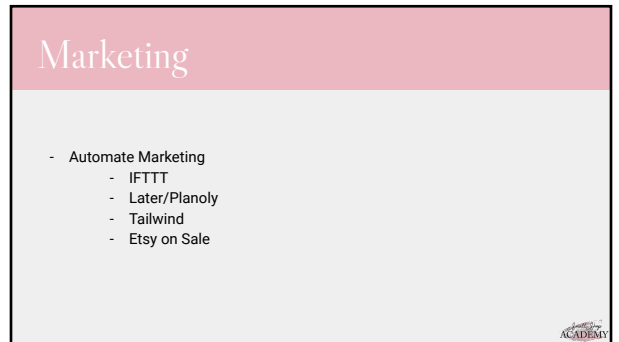 Marketing
- Automate Marketing
- IFTTT
- Later/Planoly
- Tailwind
- Etsy on Sale
ACADEMY